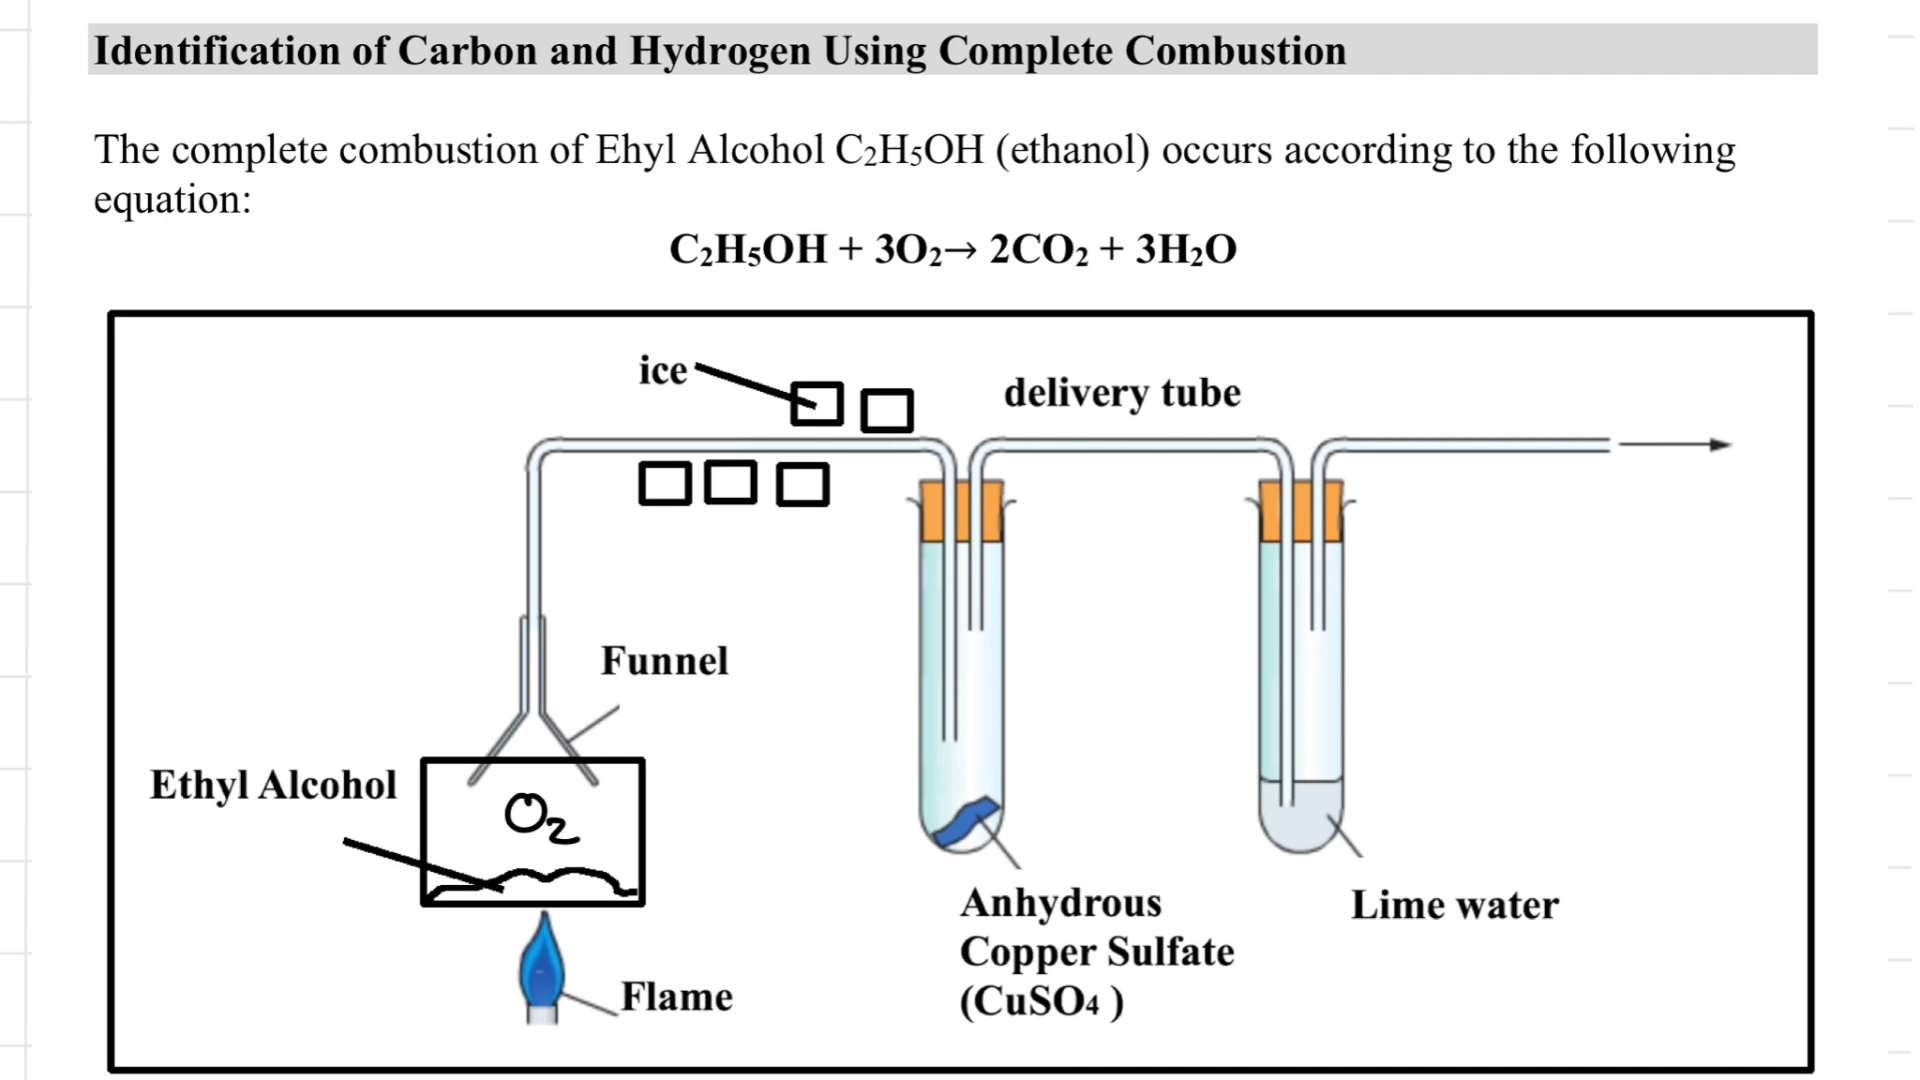 Identification of Carbon and Hydrogen Using Complete Combustion
The complete combustion of Ehyl Alcohol C₂H₅OH (ethanol) occurs according to the following
equation:
C₂H₅OH + 3O₂→ 2CO₂ + 3H₂O
ice
delivery tube
Funnel
Ethyl Alcohol
O₂
Anhydrous
Copper Sulfate
(CuSO₄ )
Lime water
Flame